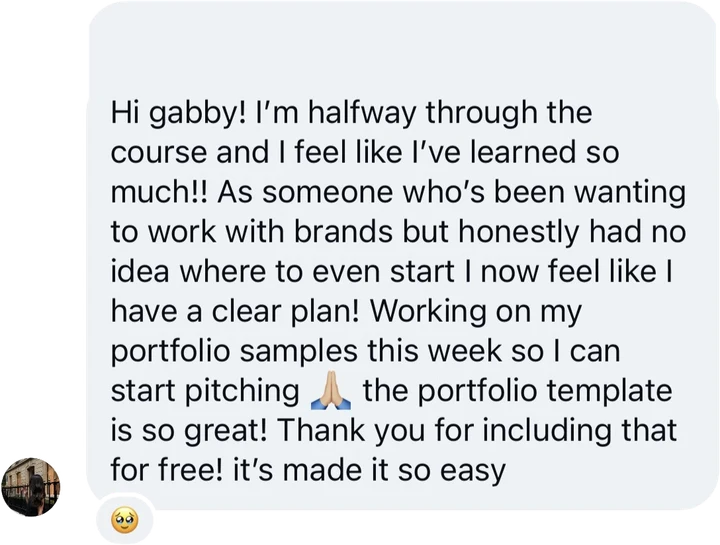 Hi gabby! I’m halfway through the
course and I feel like I’ve learned so
much!! As someone who’s been wanting
to work with brands but honestly had no
idea where to even start I now feel like I
have a clear plan! Working on my
portfolio samples this week so I can
start pitching 🙏🏼 the portfolio template
is so great! Thank you for including that
for free! it’s made it so easy
🥹